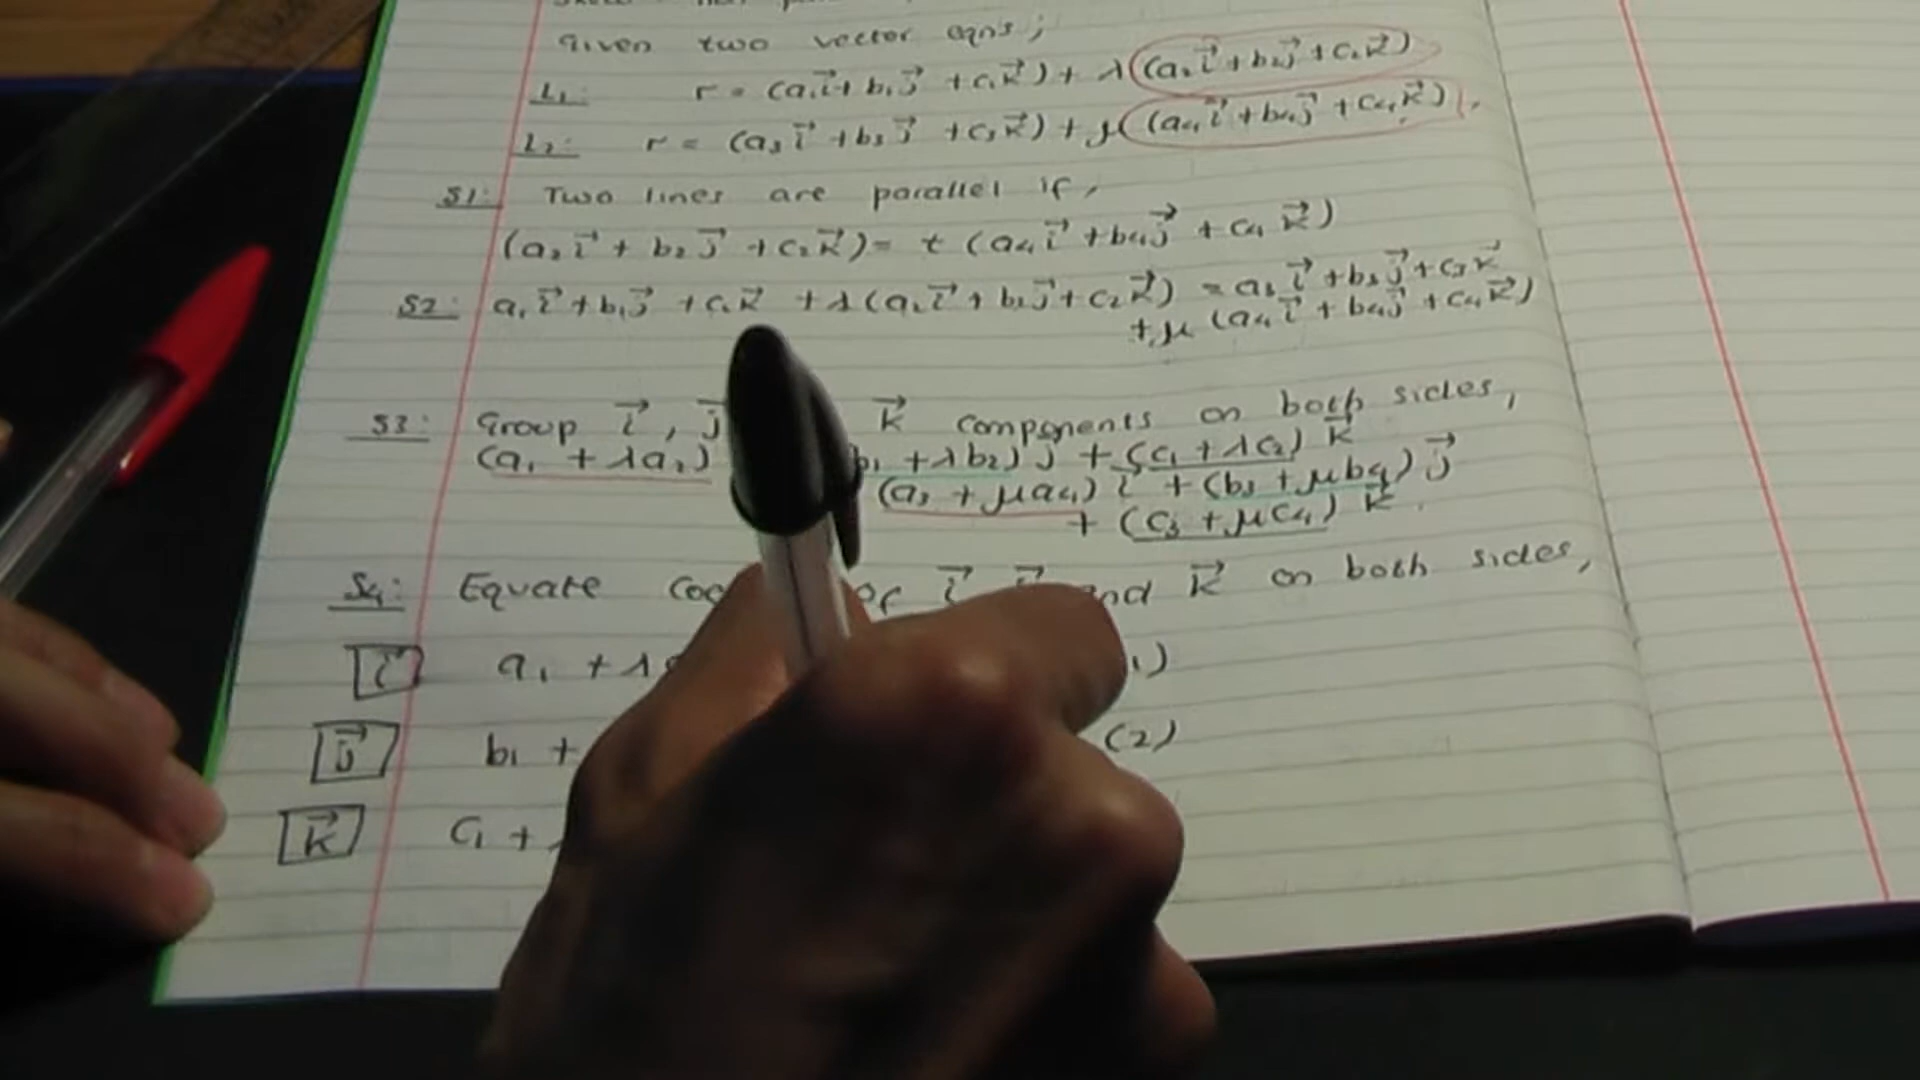 Given two vector eqns;
L₁: r = (a₁i⃗ + b₁j⃗ + c₁k⃗) + λ(a₂i⃗ + b₂j⃗ + c₂k⃗)
L₂: r = (a₃i⃗ + b₃j⃗ + c₃k⃗) + μ(a₄i⃗ + b₄j⃗ + c₄k⃗),
S1: Two lines are parallel if,
(a₂i⃗ + b₂j⃗ + c₂k⃗) = t (a₄i⃗ + b₄j⃗ + c₄k⃗)
S2: a₁i⃗ + b₁j⃗ + c₁k⃗ + λ(a₂i⃗ + b₂j⃗ + c₂k⃗) = a₃i⃗ + b₃j⃗ + c₃k⃗
+ μ (a₄i⃗ + b₄j⃗ + c₄k⃗)
S3: Group i⃗, j⃗ k⃗ components on both sides,
(a₁ + λa₂) b₁ + λb₂) j⃗ + (c₁ + λc₂) k⃗
(a₃ + μa₄) i⃗ + (b₃ + μb₄) j⃗
+ (c₃ + μc₄) k⃗.
S4: Equate of i⃗ and k⃗ on both sides,
i⃗ a₁ + λ 1)
j⃗ b₁ + (2)
k⃗ c₁ +